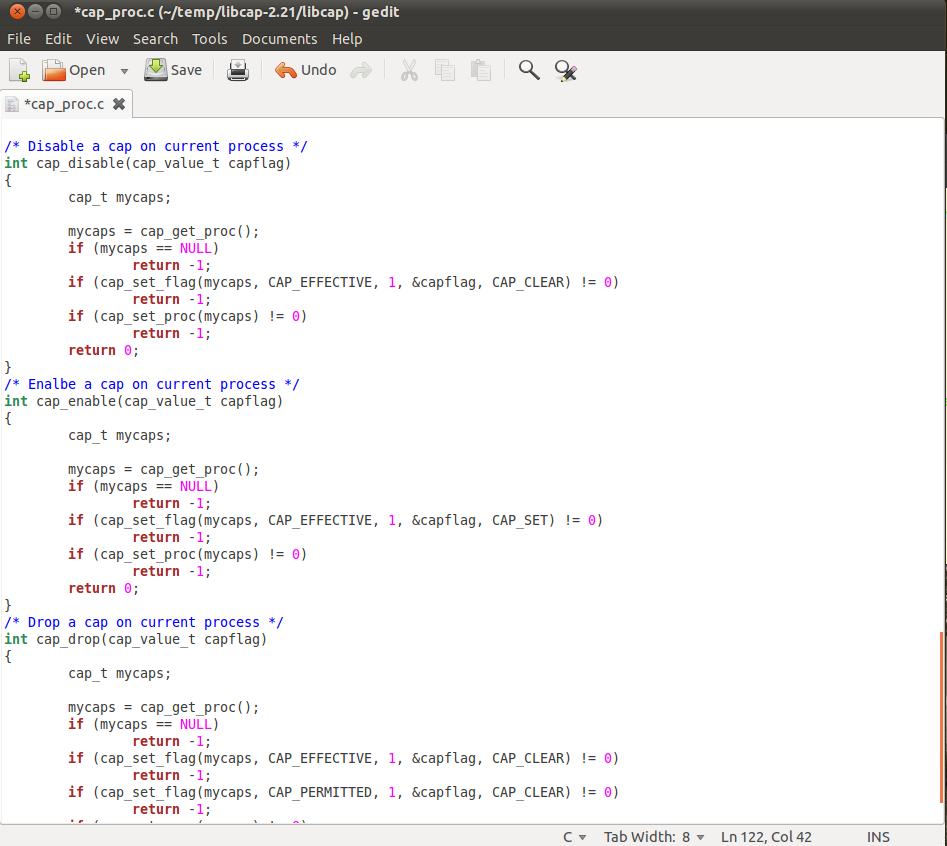 *cap_proc.c (~/temp/libcap-2.21/libcap) - gedit
File Edit View Search Tools Documents Help
Open Save Undo
*cap_proc.c
/* Disable a cap on current process */
int cap_disable(cap_value_t capflag)
{
cap_t mycaps;
mycaps = cap_get_proc();
if (mycaps == NULL)
return -1;
if (cap_set_flag(mycaps, CAP_EFFECTIVE, 1, &capflag, CAP_CLEAR) != 0)
return -1;
if (cap_set_proc(mycaps) != 0)
return -1;
return 0;
}
/* Enalbe a cap on current process */
int cap_enable(cap_value_t capflag)
{
cap_t mycaps;
mycaps = cap_get_proc();
if (mycaps == NULL)
return -1;
if (cap_set_flag(mycaps, CAP_EFFECTIVE, 1, &capflag, CAP_SET) != 0)
return -1;
if (cap_set_proc(mycaps) != 0)
return -1;
return 0;
}
/* Drop a cap on current process */
int cap_drop(cap_value_t capflag)
{
cap_t mycaps;
mycaps = cap_get_proc();
if (mycaps == NULL)
return -1;
if (cap_set_flag(mycaps, CAP_EFFECTIVE, 1, &capflag, CAP_CLEAR) != 0)
return -1;
if (cap_set_flag(mycaps, CAP_PERMITTED, 1, &capflag, CAP_CLEAR) != 0)
return -1;
C Tab Width: 8 Ln 122, Col 42 INS